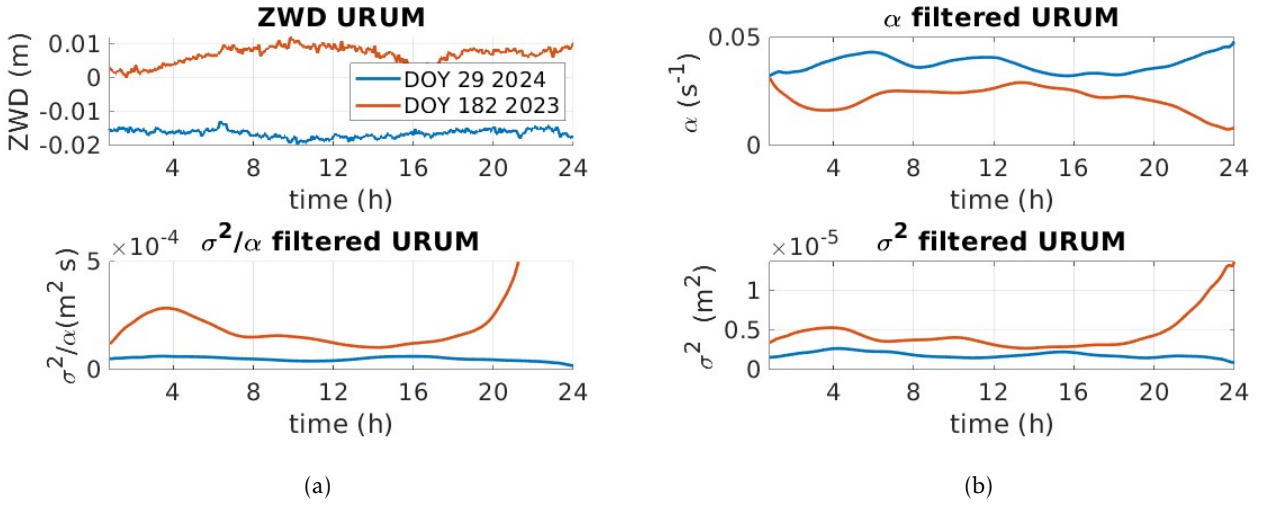 ZWD URUM
ZWD (m)
0.01
0
-0.01
-0.02
DOY 29 2024
DOY 182 2023
4 8 12 16 20 24
time (h)
α filtered URUM
α (s⁻¹)
0.05
0
4 8 12 16 20 24
time (h)
×10⁻⁴ σ²/α filtered URUM
σ²/α(m² s)
5
0
4 8 12 16 20 24
time (h)
×10⁻⁵ σ² filtered URUM
σ² (m²)
1
0.5
0
4 8 12 16 20 24
time (h)
(a)
(b)